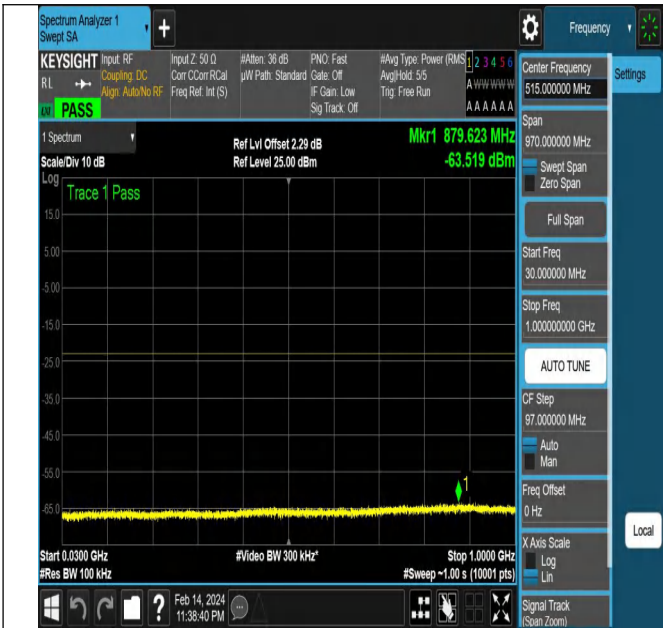 Spectrum Analyzer 1
Swept SA
+
Frequency
KEYSIGHT
RL
PASS
Input: RF
Coupling: DC
Align: Auto/No RF
Input Z: 50 Ω
Corr CCorr RCal
Freq Ref: Int (S)
#Atten: 36 dB
µW Path: Standard
PNO: Fast
Gate: Off
IF Gain: Low
Sig Track: Off
#Avg Type: Power (RMS
Avg|Hold: 5/5
Trig: Free Run
1 2 3 4 5 6
A W W W W W
A A A A A A
1 Spectrum
Scale/Div 10 dB
Ref Lvl Offset 2.29 dB
Ref Level 25.00 dBm
Mkr1 879.623 MHz
-63.519 dBm
Log
Trace 1 Pass
15.0
5.00
-5.00
-15.0
-25.0
-35.0
-45.0
-55.0
-65.0
1
Start 0.0300 GHz
#Res BW 100 kHz
#Video BW 300 kHz*
Stop 1.0000 GHz
#Sweep ~1.00 s (10001 pts)
Center Frequency
515.000000 MHz
Settings
Span
970.000000 MHz
Swept Span
Zero Span
Full Span
Start Freq
30.000000 MHz
Stop Freq
1.000000000 GHz
AUTO TUNE
CF Step
97.000000 MHz
Auto
Man
Freq Offset
0 Hz
X Axis Scale
Log
Lin
Local
Signal Track
(Span Zoom)
?
Feb 14, 2024
11:38:40 PM